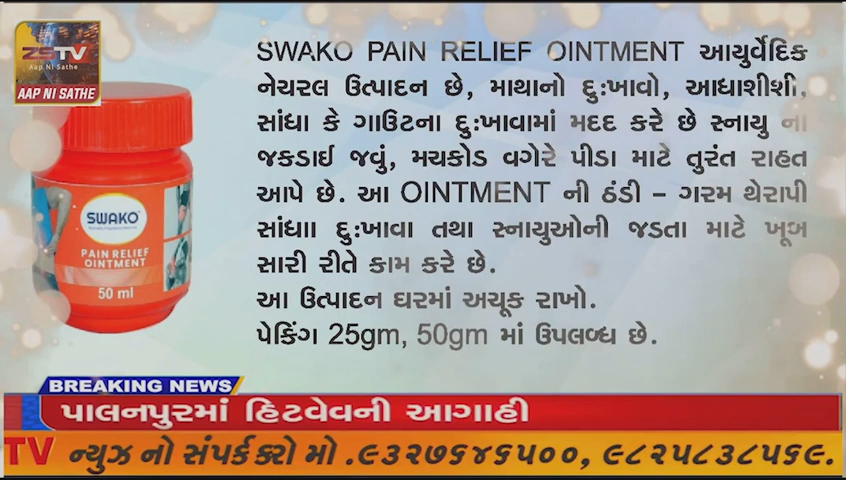 ZSTV
Aap Ni Sathe
AAP NI SATHE
SWAKO PAIN RELIEF OINTMENT આયુર્વેદિક
નેચરલ ઉત્પાદન છે, માથાનો દુઃખાવો, આધાશીશી,
સાંધા કે ગાઉટના દુઃખાવામાં મદદ કરે છે સ્નાયુ ના
જકડાઈ જવું, મચકોડ વગેરે પીડા માટે તુરંત રાહત
આપે છે. આ OINTMENT ની ઠંડી – ગરમ થેરાપી
સાંધાા દુઃખાવા તથા સ્નાયુઓની જડતા માટે ખૂબ
સારી રીતે કામ કરે છે.
આ ઉત્પાદન ઘરમાં અચૂક રાખો.
પેકિંગ 25gm, 50gm માં ઉપલબ્ધ છે.
SWAKO
PAIN RELIEF
OINTMENT
50 ml
BREAKING NEWS
પાલનપુરમાં હિટવેવની આગાહી
TV ન્યુઝ નો સંપર્ક કરો મો .૯૩૨૭૬૪૬૫૦૦, ૯૮૨૫૮૩૮૫૬૯.